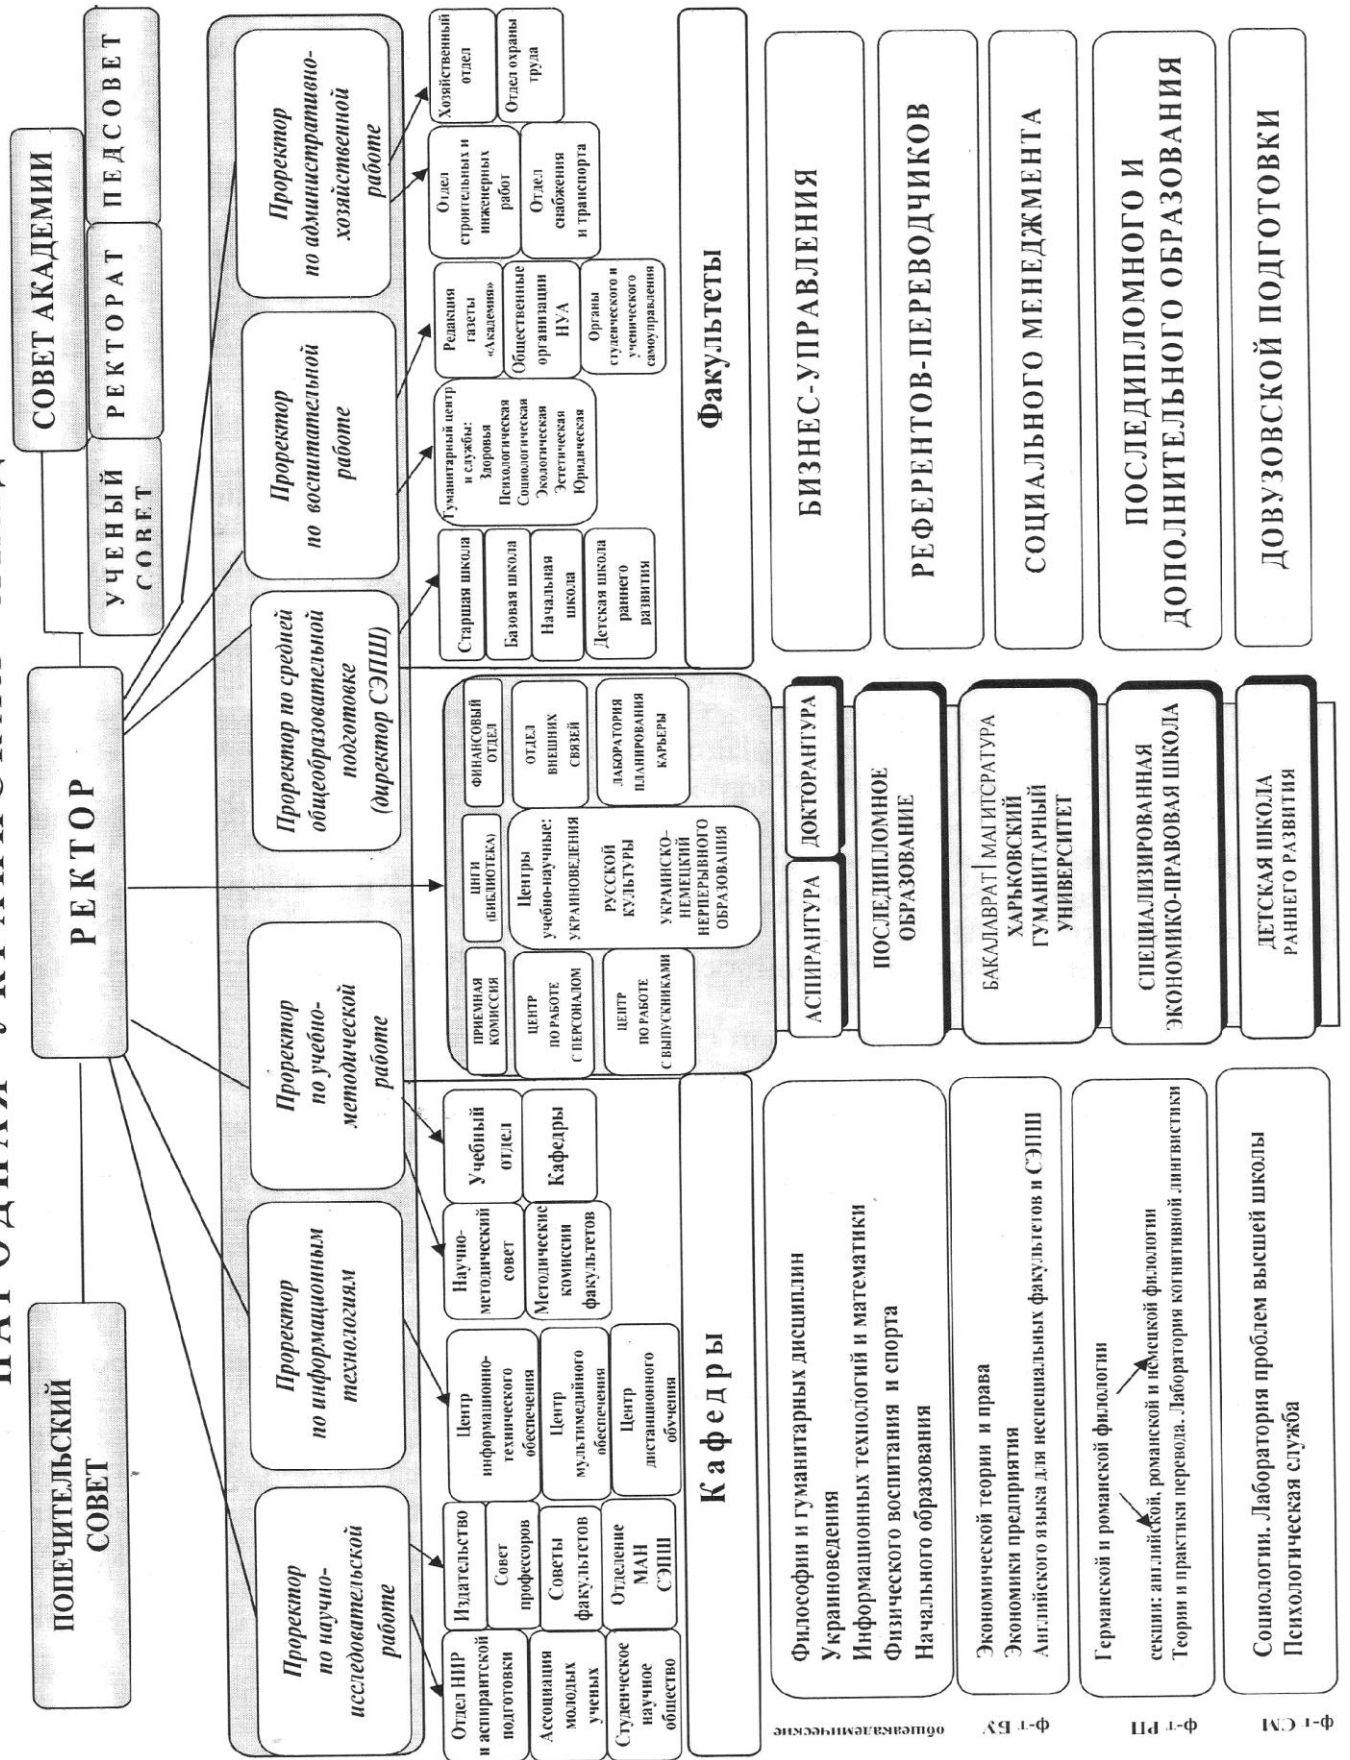 ПОПЕЧИТЕЛЬСКИЙ
СОВЕТ
РЕКТОР
СОВЕТ АКАДЕМИИ
УЧЕНЫЙ
СОВЕТ
РЕКТОРАТ
ПЕДСОВЕТ
Проректор
по научно-
исследовательской
работе
Проректор
по информационным
технологиям
Проректор
по учебно-
методической
работе
Проректор по средней
общеобразовательной
подготовке
(директор СЭПШ)
Проректор
по воспитательной
работе
Проректор
по административно-
хозяйственной
работе
Отдел НИР
и аспирантской
подготовки
Ассоциация
молодых
ученых
Студенческое
научное
общество
Издательство
Совет
профессоров
Советы
факультетов
Отделение
МАН
СЭПШ
Центр
информационно-
технического
обеспечения
Центр
мультимедийного
обеспечения
Центр
дистанционного
обучения
Научно-
методический
совет
Методические
комиссии
факультетов
Учебный
отдел
Кафедры
ПРИЕМНАЯ
КОМИССИЯ
ЦЕНТР
ПО РАБОТЕ
С ПЕРСОНАЛОМ
ЦЕНТР
ПО РАБОТЕ
С ВЫПУСКНИКАМИ
ЦНГИ
(БИБЛИОТЕКА)
Центры
учебно-научные:
УКРАИНОВЕДЕНИЯ
РУССКОЙ
КУЛЬТУРЫ
УКРАИНСКО-
НЕМЕЦКИЙ
НЕРПЕРЫВНОГО
ОБРАЗОВАНИЯ
ФИНАНСОВЫЙ
ОТДЕЛ
ОТДЕЛ
ВНЕШНИХ
СВЯЗЕЙ
ЛАБОРАТОРИЯ
ПЛАНИРОВАНИЯ
КАРЬЕРЫ
Старшая школа
Базовая школа
Начальная
школа
Детская школа
раннего
развития
Гуманитарный центр
и службы:
Здоровья
Психологическая
Социологическая
Экологическая
Эстетическая
Юридическая
Редакция
газеты
«Академия»
Общественные
организации
НУА
Органы
студенческого и
ученического
самоуправления
Отдел
строительных и
инженерных
работ
Отдел
снабжения
и транспорта
Хозяйственный
отдел
Отдел охраны
труда
Кафедры
общеакадемические
Философии и гуманитарных дисциплин
Украиноведения
Информационных технологий и математики
Физического воспитания и спорта
Начального образования
ф-т БУ
Экономической теории и права
Экономики предприятия
Английского языка для неспециальных факультетов и СЭПШ
ф-т РП
Германской и романской филологии
секции: английской, романской и немецкой филологии
Теории и практики перевода. Лаборатория когнитивной лингвистики
ф-т СМ
Социологии. Лаборатория проблем высшей школы
Психологическая служба
АСПИРАНТУРА
ДОКТОРАНТУРА
ПОСЛЕДИПЛОМНОЕ
ОБРАЗОВАНИЕ
БАКАЛАВРАТ МАГИТСРАТУРА
ХАРЬКОВСКИЙ
ГУМАНИТАРНЫЙ
УНИВЕРСИТЕТ
СПЕЦИАЛИЗИРОВАННАЯ
ЭКОНОМИКО-ПРАВОВАЯ ШКОЛА
ДЕТСКАЯ ШКОЛА
РАННЕГО РАЗВИТИЯ
Факультеты
БИЗНЕС-УПРАВЛЕНИЯ
РЕФЕРЕНТОВ-ПЕРЕВОДЧИКОВ
СОЦИАЛЬНОГО МЕНЕДЖМЕНТА
ПОСЛЕДИПЛОМНОГО И
ДОПОЛНИТЕЛЬНОГО ОБРАЗОВАНИЯ
ДОВУЗОВСКОЙ ПОДГОТОВКИ